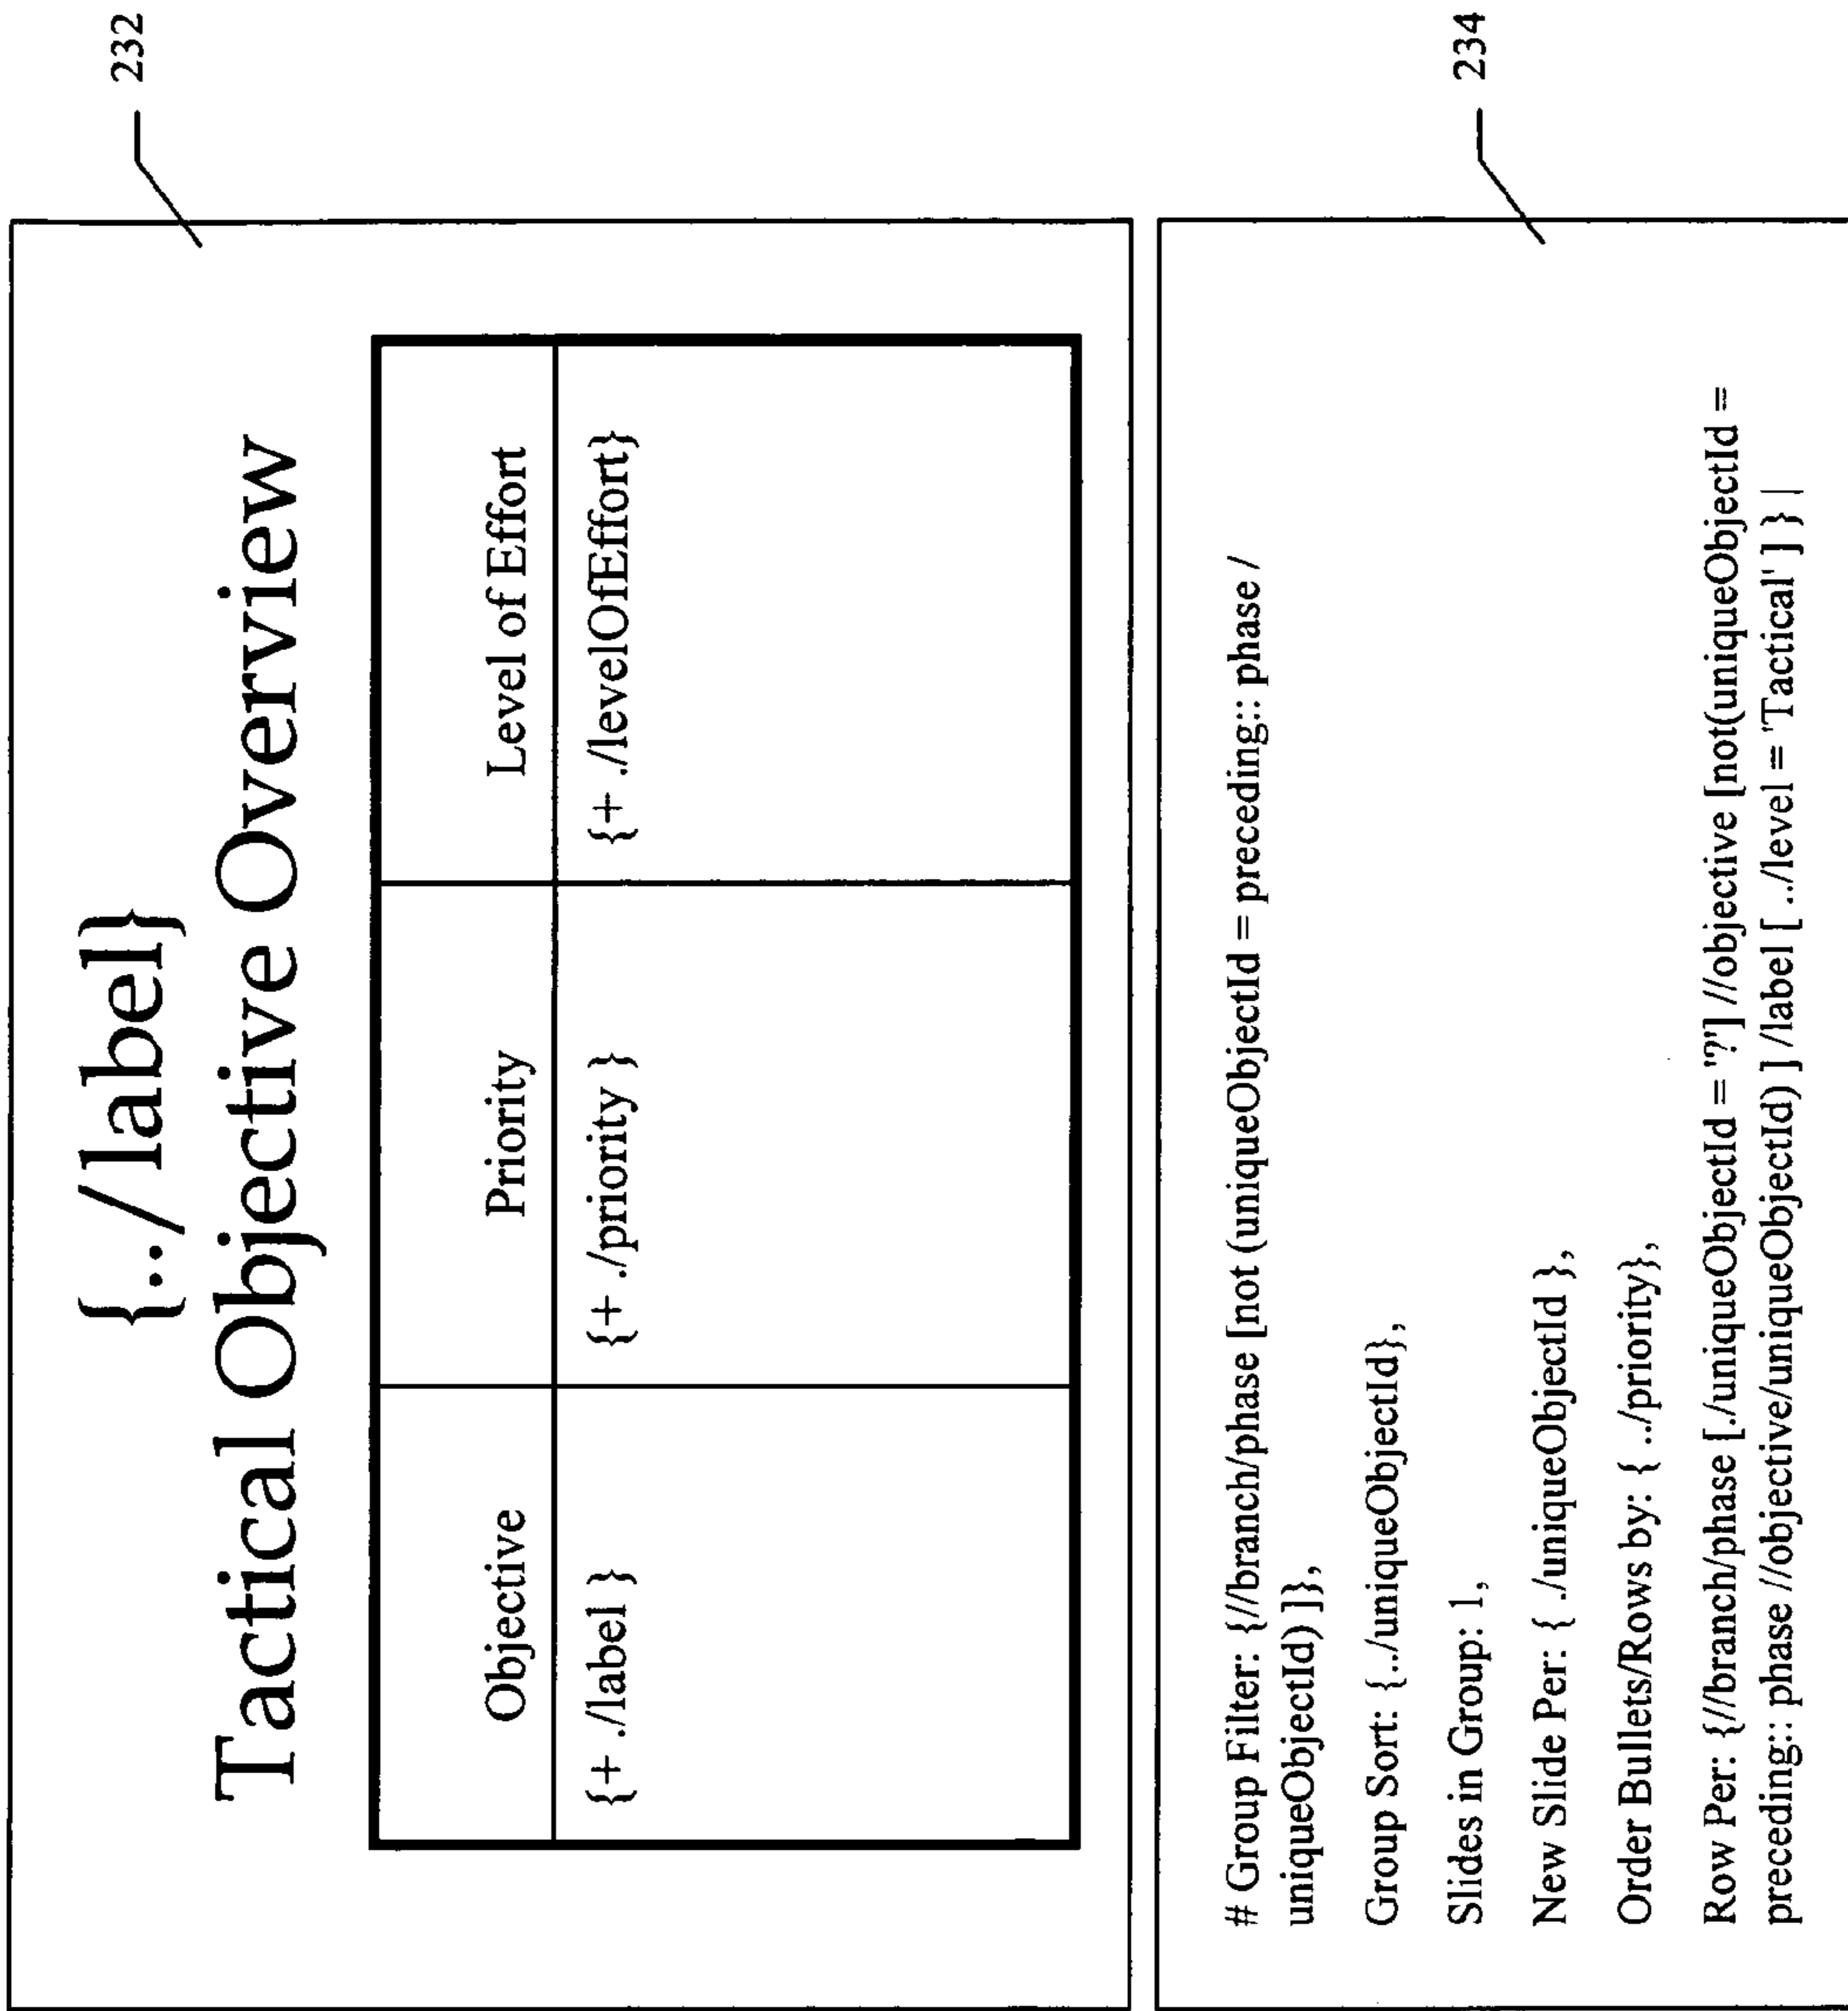 232
{../label}
Tactical Objective Overview
Objective Priority Level of Effort
{+ ./label } {+ ./priority } {+ ./levelOfEffort}
234
# Group Filter: {//branch/phase [not (uniqueObjectId = preceding:: phase /
uniqueObjectId) ]},
Group Sort: {../uniqueObjectId},
Slides in Group: 1,
New Slide Per: { ./uniqueObjectId },
Order Bullets/Rows by: { ../priority},
Row Per: {//branch/phase [./uniqueObjectId = '?'] //objective [not(uniqueObjectId =
preceding:: phase //objective/uniqueObjectId) ] /label [ ../level = 'Tactical' ] } |